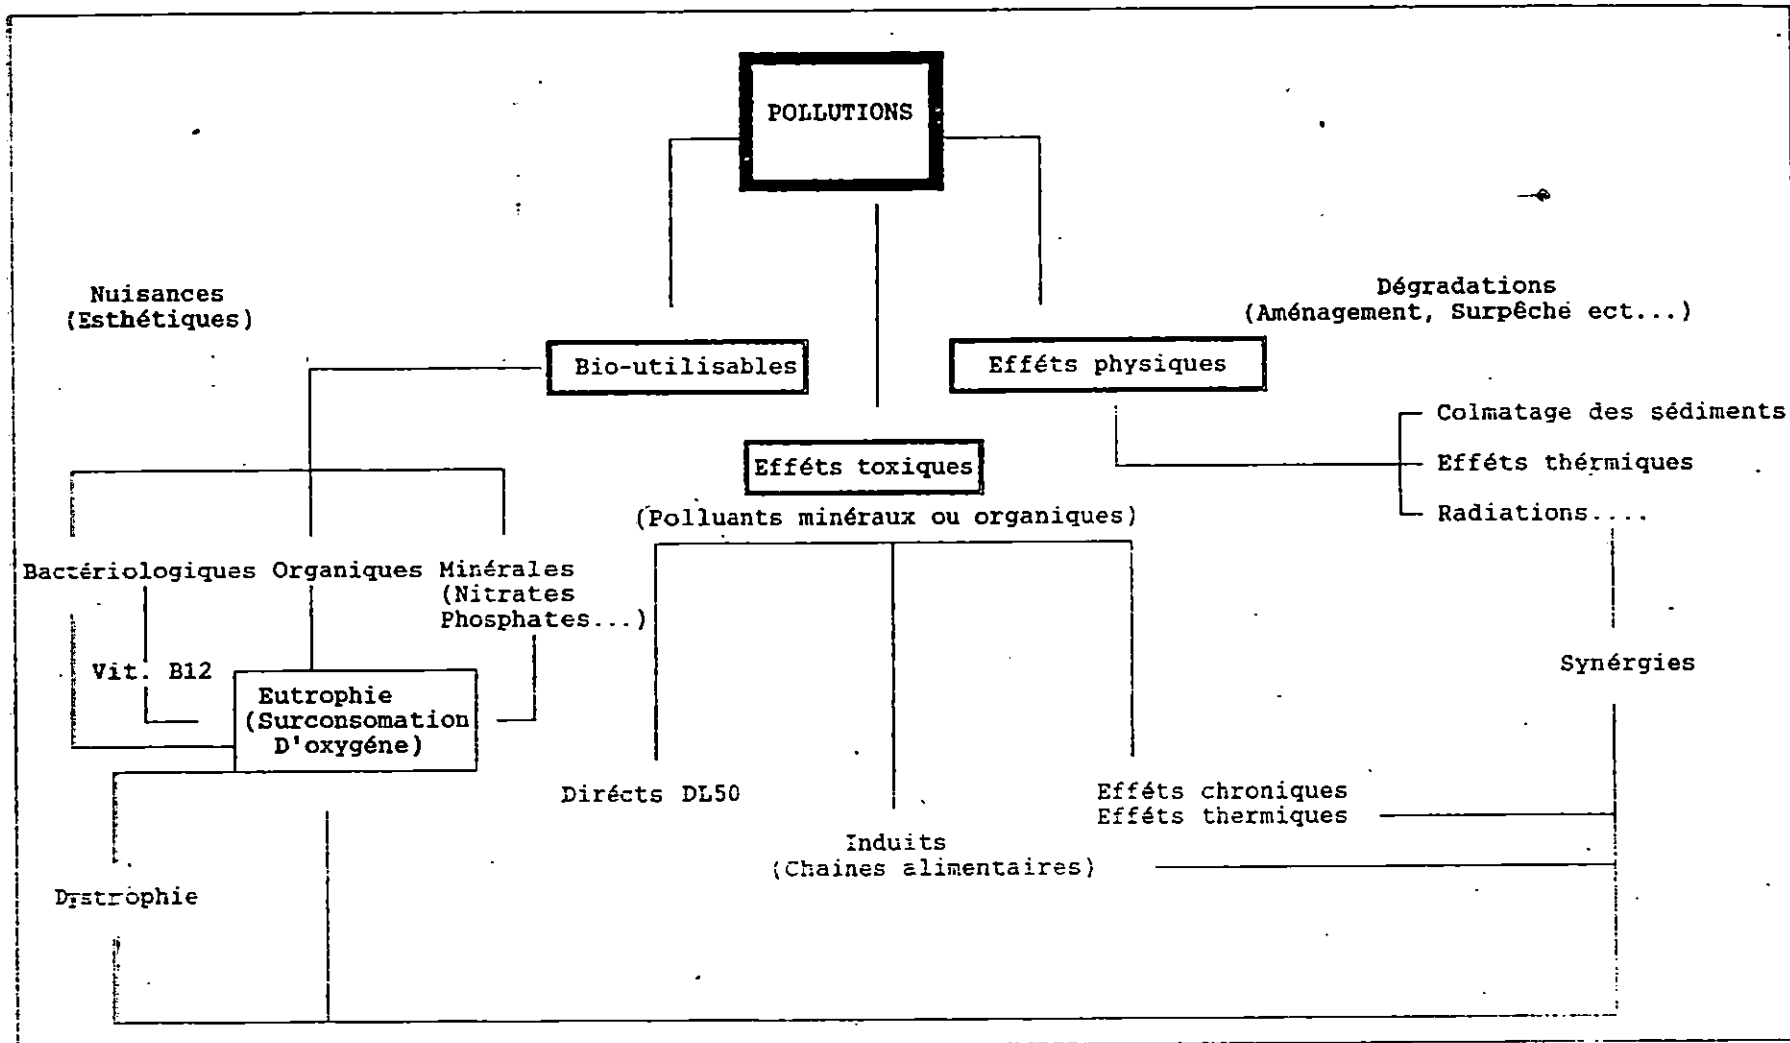 POLLUTIONS
Nuisances
(Esthétiques)
Dégradations
(Aménagement, Surpêche ect...)
Bio-utilisables
Efféts physiques
Colmatage des sédiments
Efféts toxiques
Efféts thérmiques
(Polluants minéraux ou organiques)
Radiations....
Bactériologiques Organiques Minérales
(Nitrates
Phosphates...)
Vit. B12
Synérgies
Eutrophie
(Surconsomation
D'oxygéne)
Dirécts DL50
Efféts chroniques
Efféts thermiques
Induits
(Chaines alimentaires)
Dystrophie